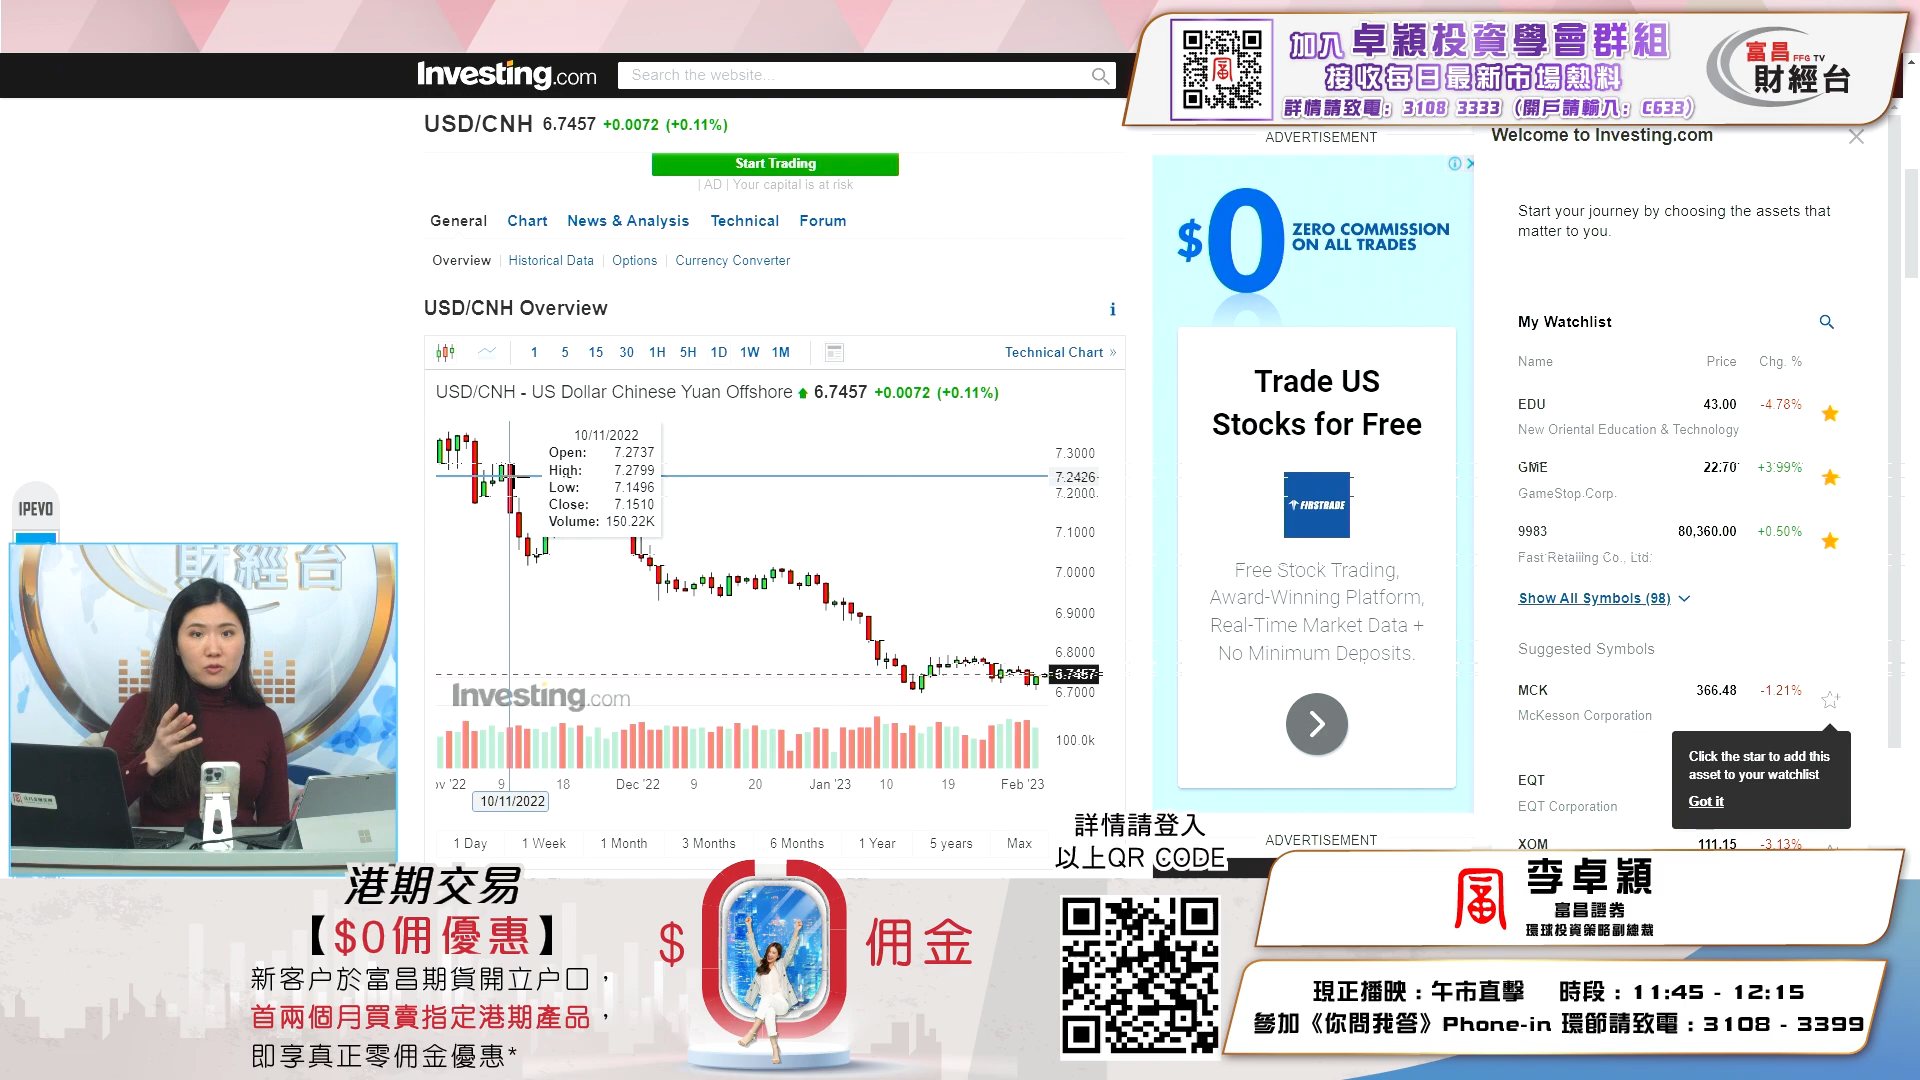 加入 卓穎投資學會群組
接收每日最新市場熱料
詳情請致電: 3108 3333 (開戶請輸入: C633)
富昌 FFG TV
財經台
Investing.com
Search the website...
USD/CNH 6.7457 +0.0072 (+0.11%)
Start Trading
| AD | Your capital is at risk
General Chart News & Analysis Technical Forum
Overview Historical Data Options Currency Converter
USD/CNH Overview
1 5 15 30 1H 5H 1D 1W 1M
Technical Chart »
USD/CNH - US Dollar Chinese Yuan Offshore 6.7457 +0.0072 (+0.11%)
10/11/2022
Open: 7.2737
High: 7.2799
Low: 7.1496
Close: 7.1510
Volume: 150.22K
7.3000
7.2426
7.2000
7.1000
7.0000
6.9000
6.8000
6.7457
6.7000
100.0k
Investing.com
ov '22 9 18 Dec '22 9 20 Jan '23 10 19 Feb '23
10/11/2022
1 Day 1 Week 1 Month 3 Months 6 Months 1 Year 5 years Max
ADVERTISEMENT
$0 ZERO COMMISSION
ON ALL TRADES
Trade US
Stocks for Free
FIRSTRADE
Free Stock Trading,
Award-Winning Platform,
Real-Time Market Data +
No Minimum Deposits.
ADVERTISEMENT
Welcome to Investing.com
Start your journey by choosing the assets that
matter to you.
My Watchlist
Name Price Chg. %
EDU 43.00 -4.78%
New Oriental Education & Technology
GME 22.70 +3.99%
GameStop Corp.
9983 80,360.00 +0.50%
Fast Retailing Co., Ltd.
Show All Symbols (98)
Suggested Symbols
MCK 366.48 -1.21%
McKesson Corporation
Click the star to add this
asset to your watchlist
Got it
EQT
EQT Corporation
XOM 111.15 -3.13%
IPEVO
財經台
詳情請登入
以上QR CODE
港期交易
【$0佣優惠】
新客户於富昌期貨開立户口，
首兩個月買賣指定港期產品，
即享真正零佣金優惠*
$0佣金
李卓穎
富昌證券
環球投資策略副總裁
現正播映：午市直擊 時段：11:45 - 12:15
參加《你問我答》Phone-in 環節請致電：3108 - 3399